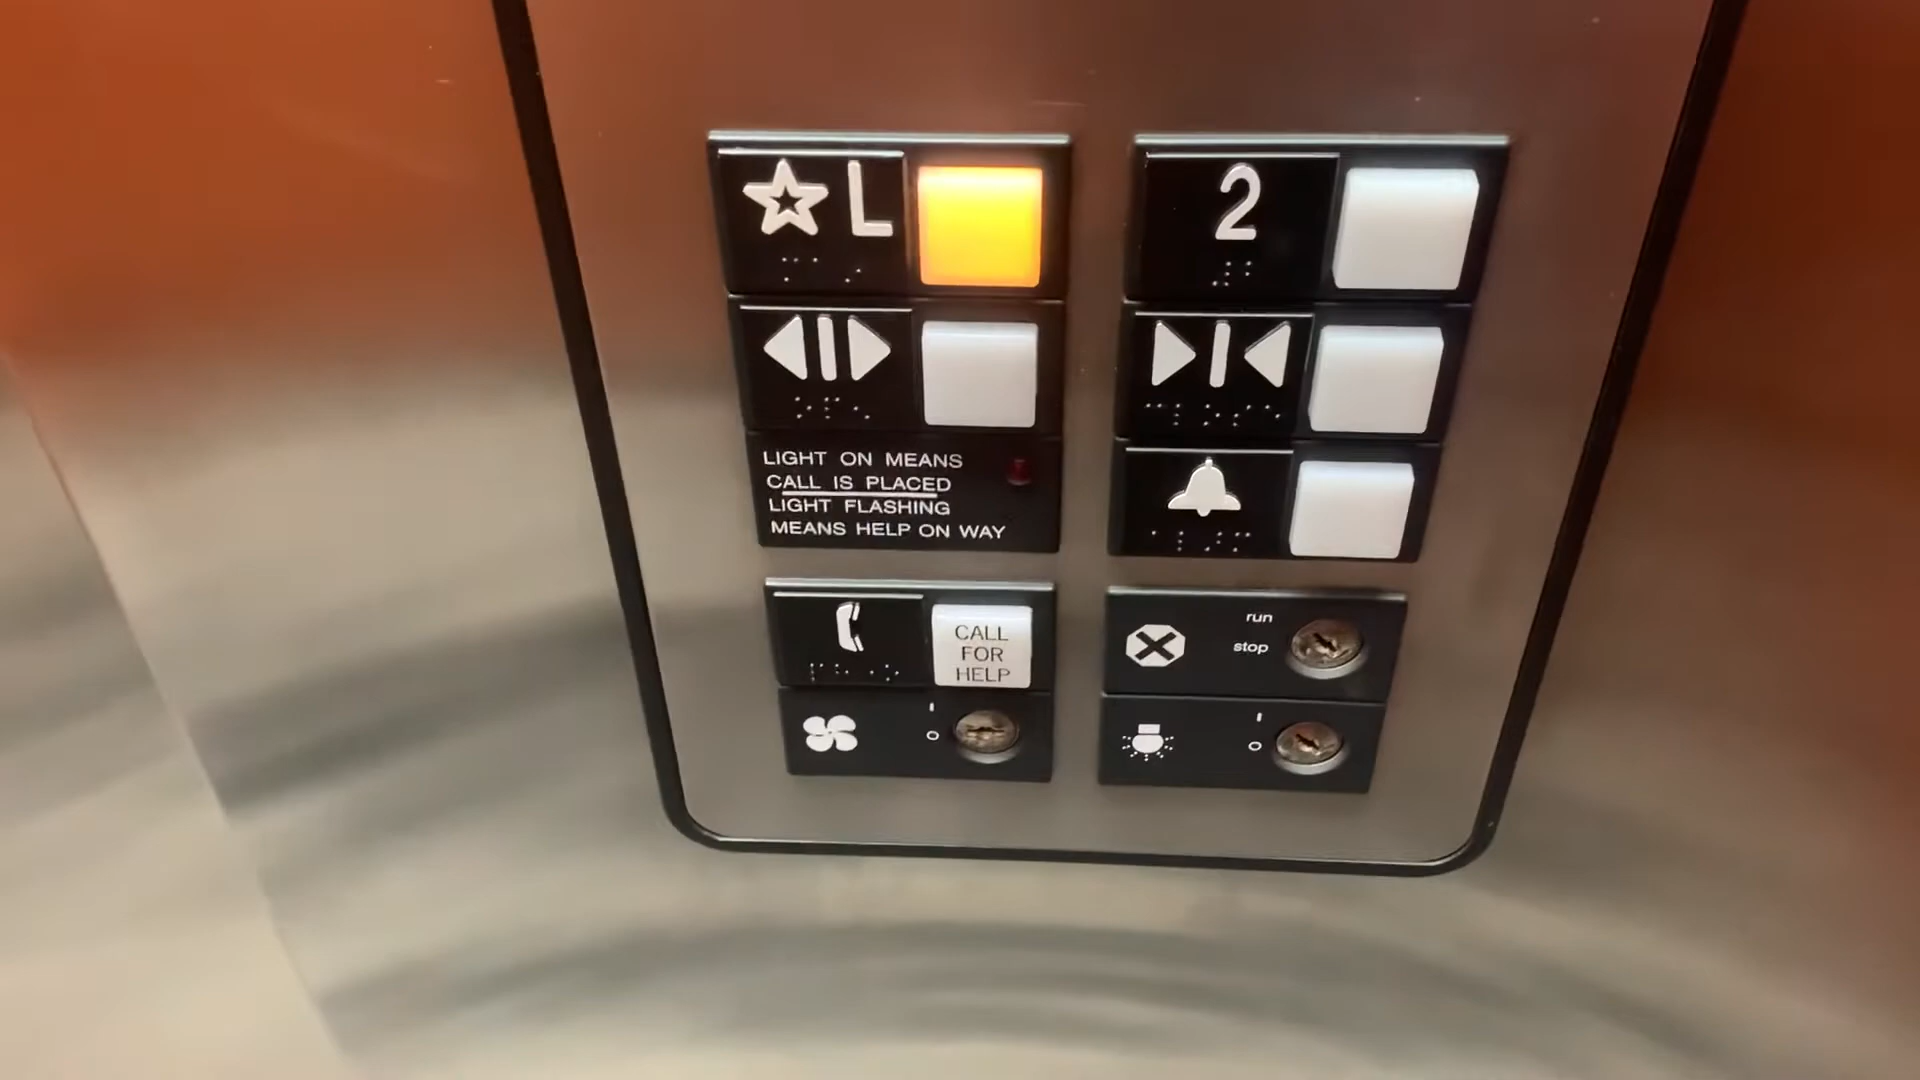 L
2
LIGHT ON MEANS
CALL IS PLACED
LIGHT FLASHING
MEANS HELP ON WAY
CALL
FOR
HELP
run
stop
I
O
I
O